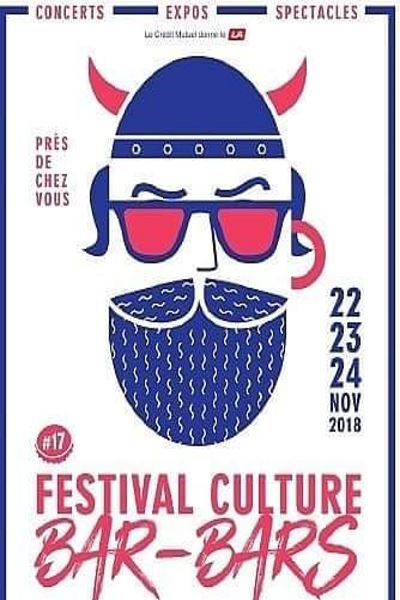 CONCERTS EXPOS SPECTACLES
Le Crédit Mutuel donne le LA
PRÈS
DE
CHEZ
VOUS
22
23
24
NOV
2018
#17
FESTIVAL CULTURE
BAR-BARS